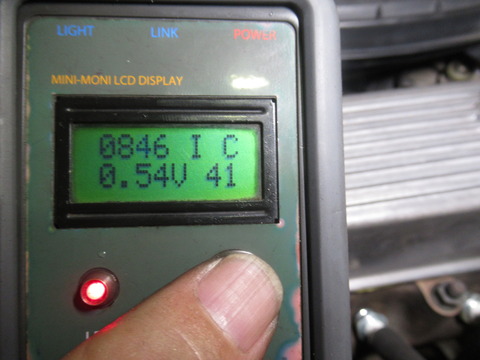 LIGHT LINK POWER
MINI-MONI LCD DISPLAY
0846 I C
0.54V 41